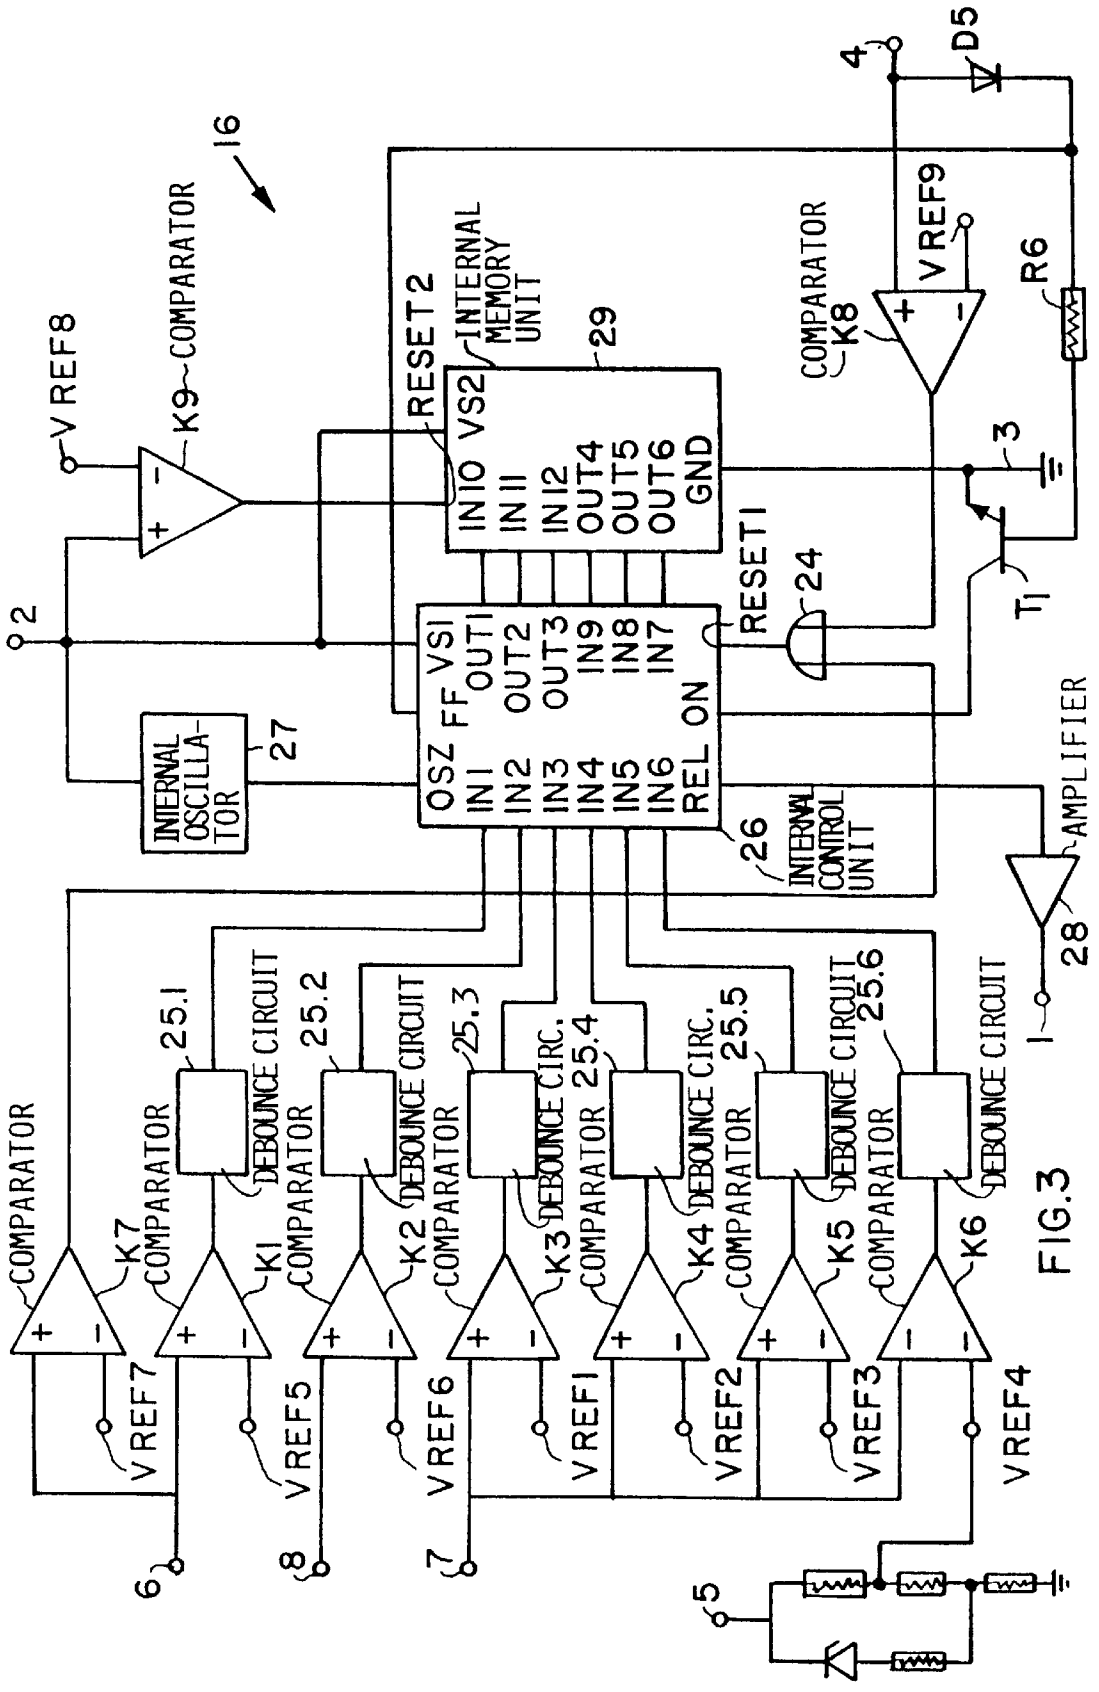 COMPARATOR
K7
+
−
VREF7
6
COMPARATOR
K1
+
−
VREF5
25.1
DEBOUNCE CIRCUIT
8
COMPARATOR
K2
+
−
VREF6
25.2
DEBOUNCE CIRCUIT
7
COMPARATOR
K3
+
−
VREF1
25.3
DEBOUNCE CIRC.
COMPARATOR
K4
+
−
VREF2
25.4
DEBOUNCE CIRC.
COMPARATOR
K5
+
−
VREF3
25.5
DEBOUNCE CIRCUIT
COMPARATOR
K6
−
−
VREF4
25.6
DEBOUNCE CIRCUIT
5
INTERNAL
OSCILLA-
TOR
27
2
VREF8
K9
COMPARATOR
+
−
16
OSZ FF VS1
IN1 OUT1
IN2 OUT2
IN3 OUT3
IN4 IN9
IN5 IN8
IN6 IN7
REL ON
26
INTERNAL
CONTROL
UNIT
RESET1
24
RESET2
IN10 VS2
IN11
IN12
OUT4
OUT5
OUT6
GND
INTERNAL
MEMORY
UNIT
29
COMPARATOR
K8
+
−
VREF9
4
D5
R6
3
T1
AMPLIFIER
28
1
FIG.3